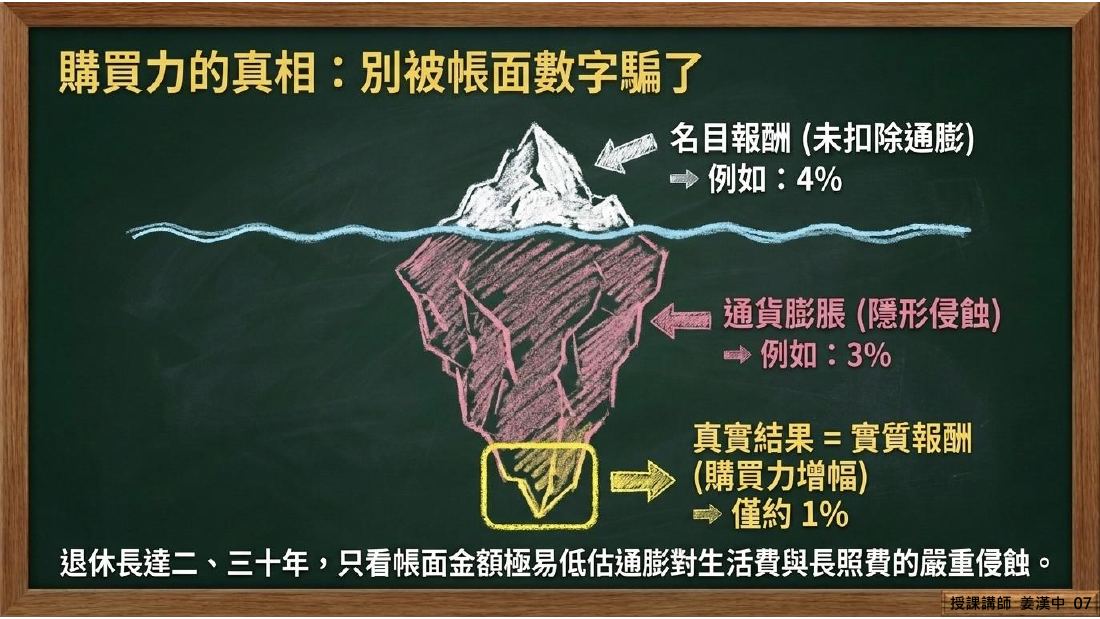 購買力的真相：別被帳面數字騙了
名目報酬 (未扣除通膨)
⇨ 例如：4%
通貨膨脹 (隱形侵蝕)
⇨ 例如：3%
真實結果 = 實質報酬
(購買力增幅)
⇨ 僅約 1%
退休長達二、三十年，只看帳面金額極易低估通膨對生活費與長照費的嚴重侵蝕。
授課講師 姜漢中 07